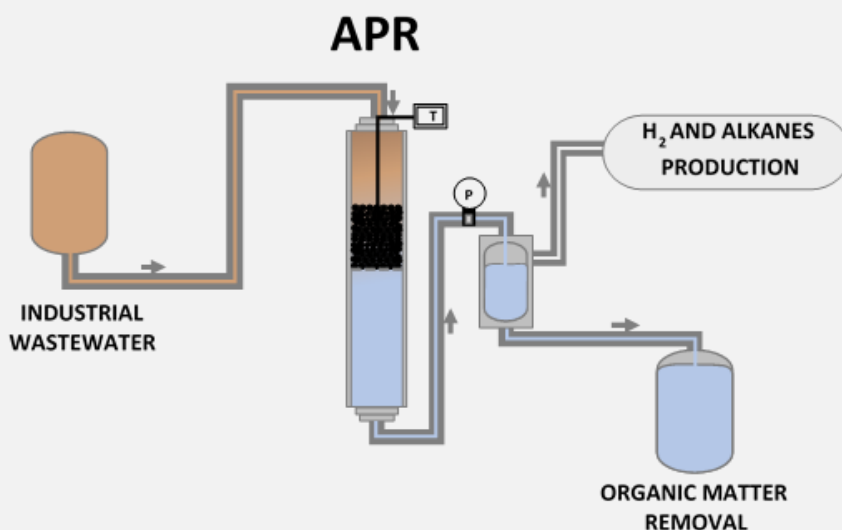 APR
T
H₂ AND ALKANES
PRODUCTION
P
INDUSTRIAL
WASTEWATER
ORGANIC MATTER
REMOVAL